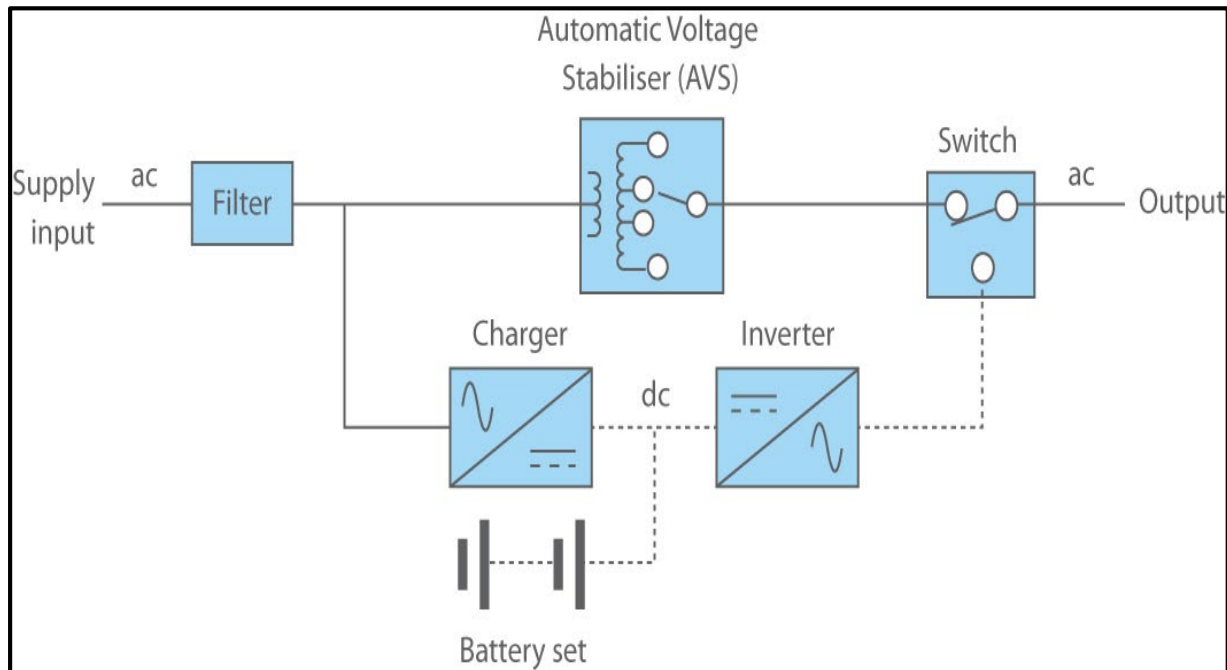 Automatic Voltage
Stabiliser (AVS)
Switch
Supply
input
ac
Filter
ac
Output
Charger
Inverter
dc
Battery set